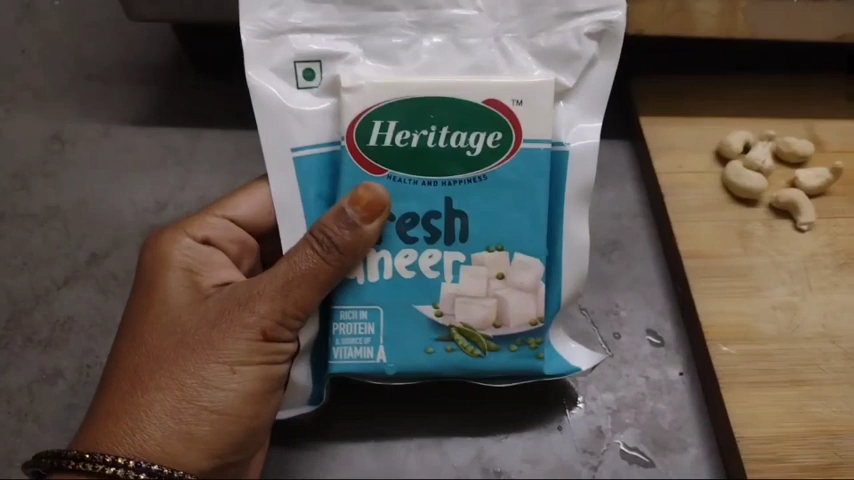 Heritage
TM
HEALTH AND HAPPINESS
resh
neer
RICH IN
PROTEIN
& SOURCE OF
VITAMIN A